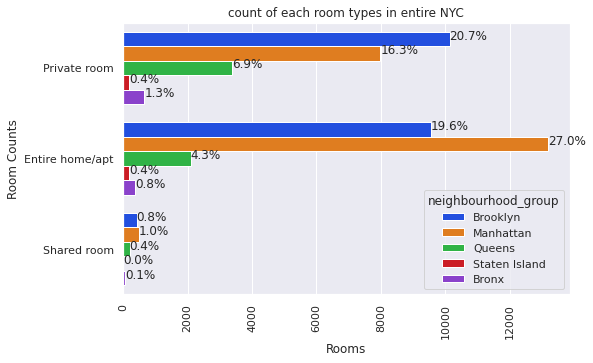 count of each room types in entire NYC
Room Counts
Private room
20.7%
16.3%
6.9%
0.4%
1.3%
Entire home/apt
19.6%
27.0%
4.3%
0.4%
0.8%
Shared room
0.8%
1.0%
0.4%
0.0%
0.1%
neighbourhood_group
Brooklyn
Manhattan
Queens
Staten Island
Bronx
0
2000
4000
6000
8000
10000
12000
Rooms